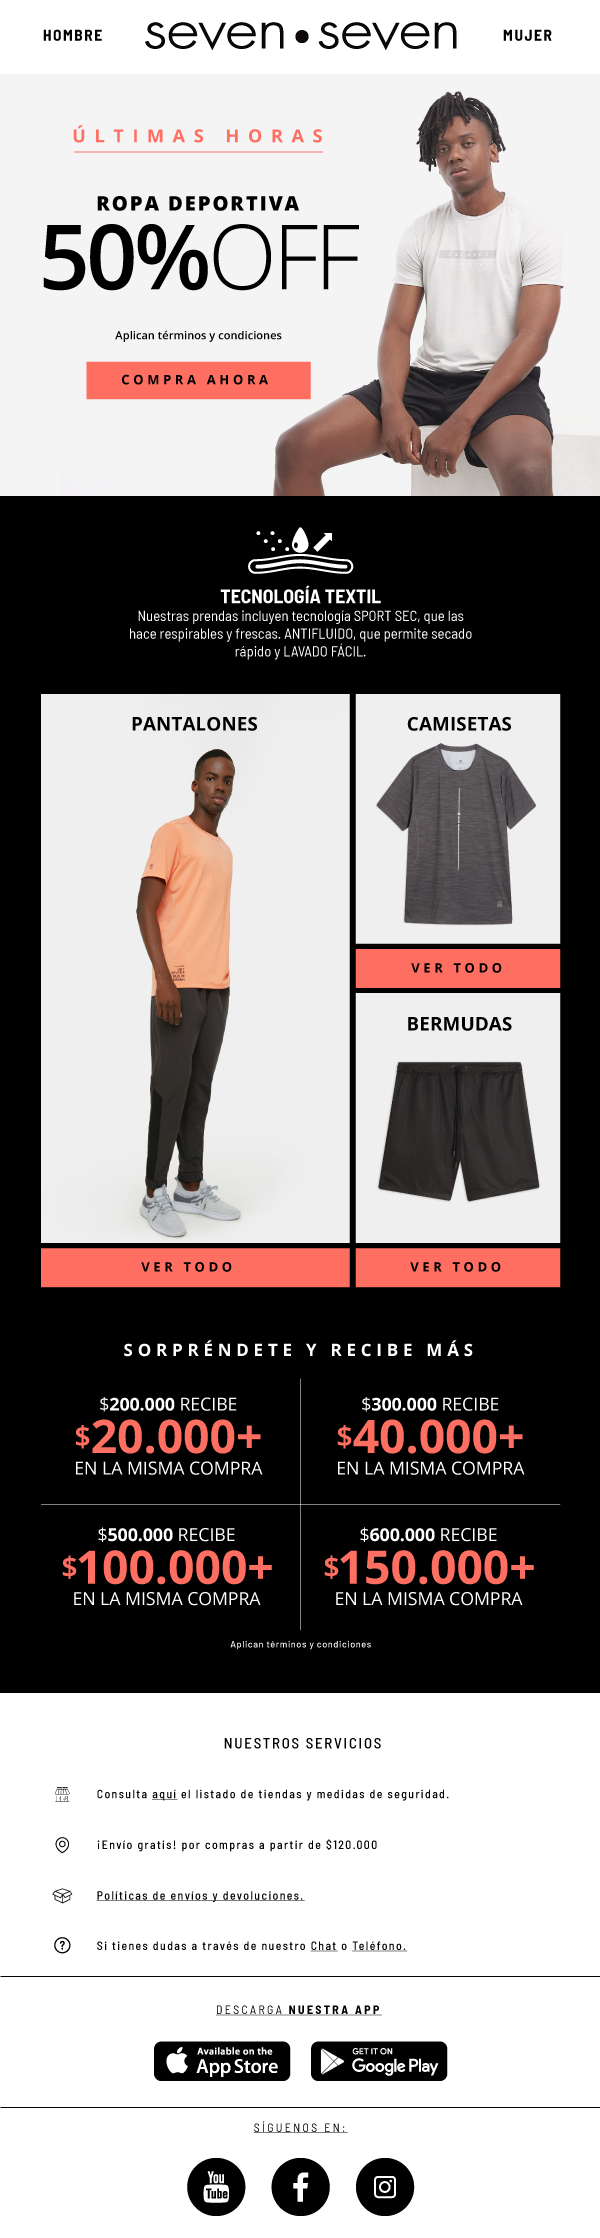 HOMBRE
seven•seven
MUJER
ÚLTIMAS HORAS
ROPA DEPORTIVA
50%OFF
Aplican términos y condiciones
COMPRA AHORA
TECNOLOGÍA TEXTIL
Nuestras prendas incluyen tecnología SPORT SEC, que las
hace respirables y frescas. ANTIFLUIDO, que permite secado
rápido y LAVADO FÁCIL.
PANTALONES
VER TODO
CAMISETAS
VER TODO
BERMUDAS
VER TODO
SORPRÉNDETE Y RECIBE MÁS
$200.000 RECIBE
$20.000+
EN LA MISMA COMPRA
$300.000 RECIBE
$40.000+
EN LA MISMA COMPRA
$500.000 RECIBE
$100.000+
EN LA MISMA COMPRA
$600.000 RECIBE
$150.000+
EN LA MISMA COMPRA
Aplican términos y condiciones
NUESTROS SERVICIOS
Consulta aquí el listado de tiendas y medidas de seguridad.
¡Envío gratis! por compras a partir de $120.000
Políticas de envíos y devoluciones.
Si tienes dudas a través de nuestro Chat o Teléfono.
DESCARGA NUESTRA APP
Available on the
App Store
GET IT ON
Google Play
SÍGUENOS EN:
You
Tube